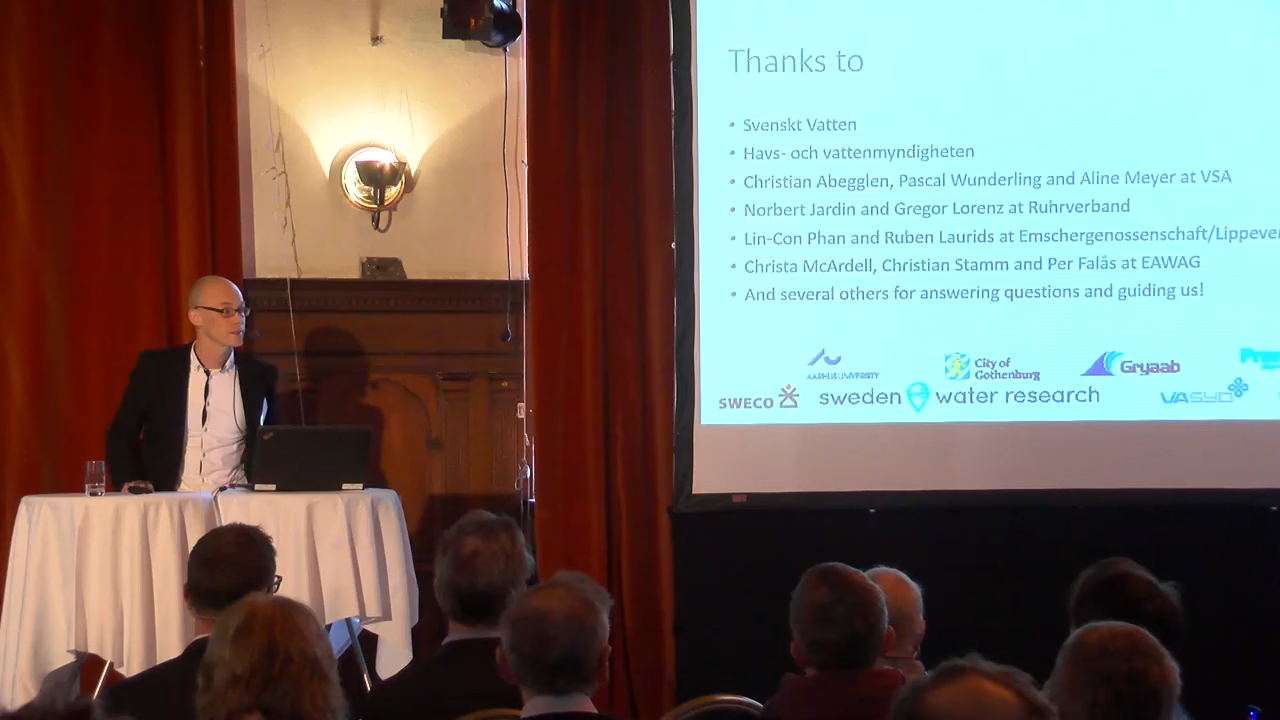 Thanks to
• Svenskt Vatten
• Havs- och vattenmyndigheten
• Christian Abegglen, Pascal Wunderling and Aline Meyer at VSA
• Norbert Jardin and Gregor Lorenz at Ruhrverband
• Lin-Con Phan and Ruben Laurids at Emschergenossenschaft/Lippever
• Christa McArdell, Christian Stamm and Per Falås at EAWAG
• And several others for answering questions and guiding us!
AARHUS UNIVERSITY
City of
Gothenburg
Gryaab
SWECO
sweden water research
VASYD